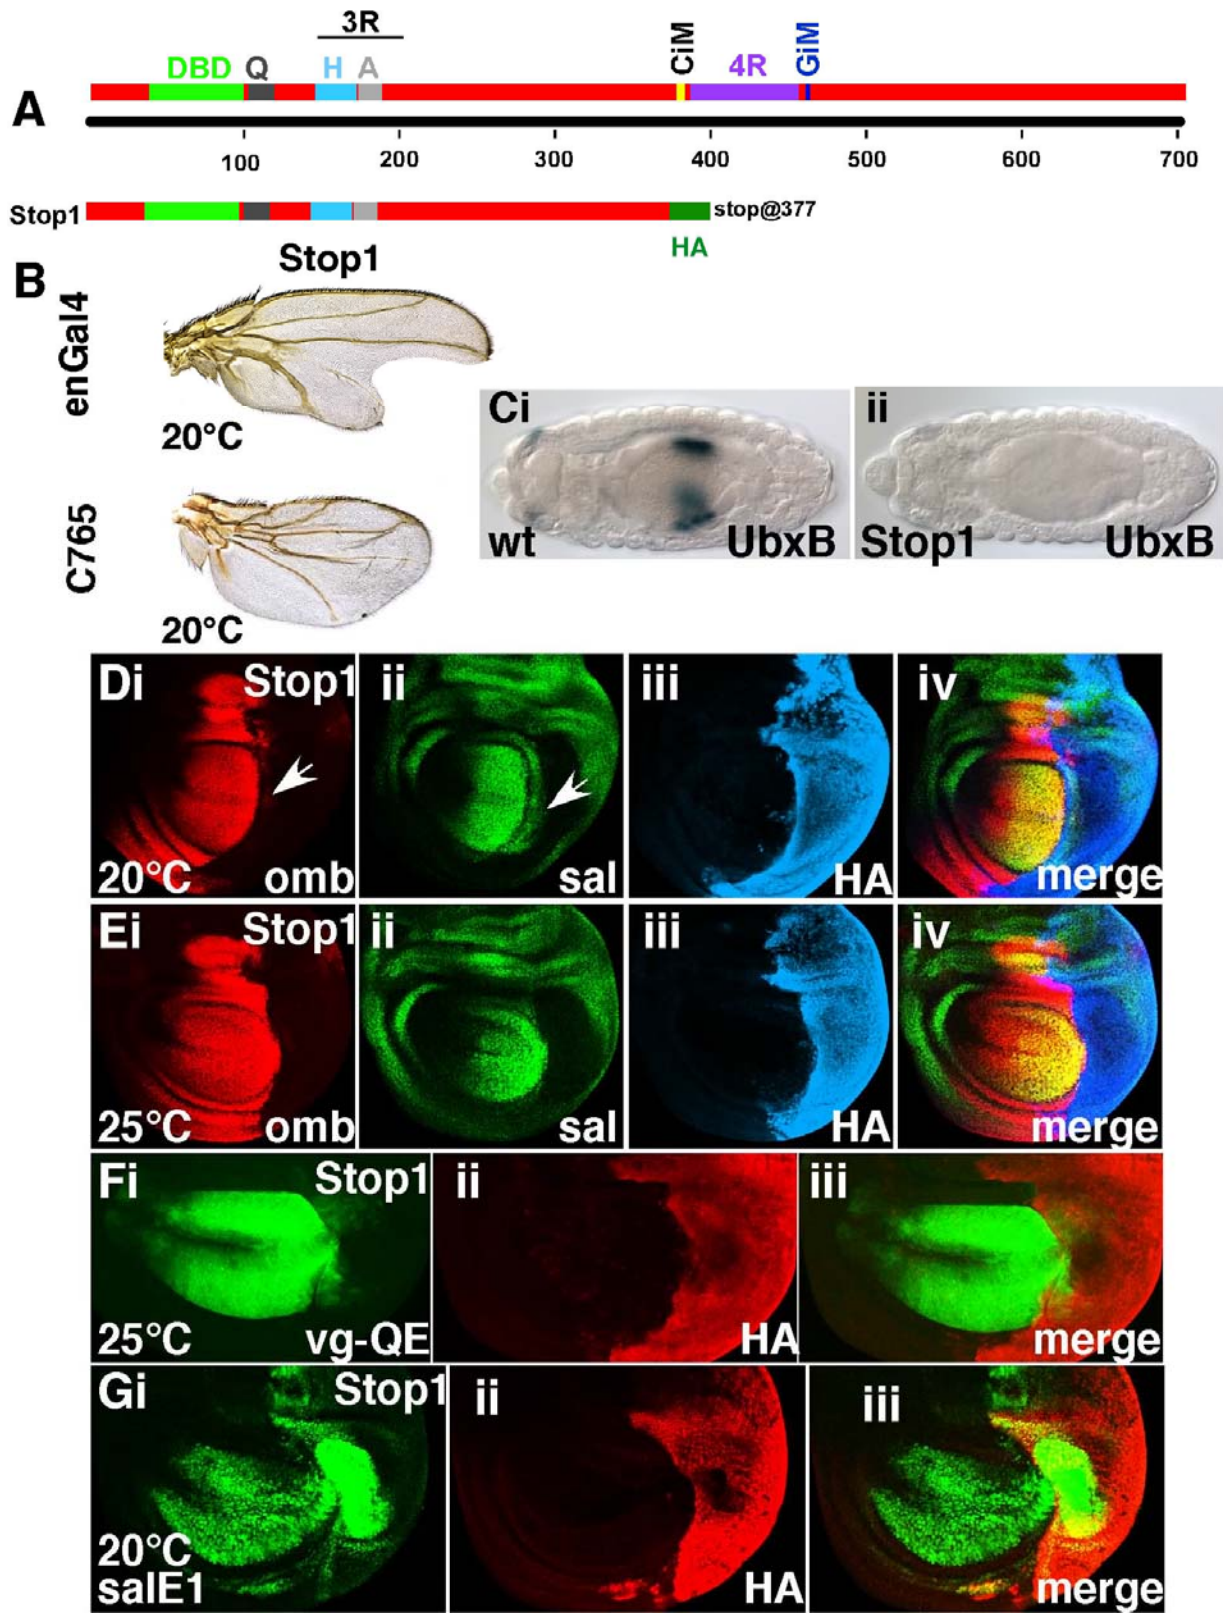 3R
DBD Q H A CiM 4R GiM
A
100 200 300 400 500 600 700
Stop1 stop@377
HA
B Stop1
enGal4
20°C
C765
20°C
Ci wt UbxB
ii Stop1 UbxB
Di Stop1 ii iii iv
20°C omb sal HA merge
Ei Stop1 ii iii iv
25°C omb sal HA merge
Fi Stop1 ii iii
25°C vg-QE HA merge
Gi Stop1 ii iii
20°C
salE1 HA merge